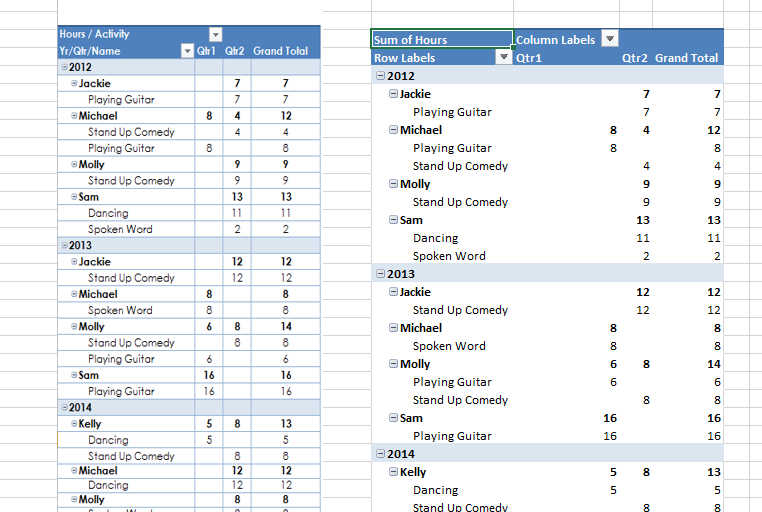 Hours / Activity
Yr/Qtr/Name Qtr1 Qtr2 Grand Total
2012
Jackie 7 7
Playing Guitar 7 7
Michael 8 4 12
Stand Up Comedy 4 4
Playing Guitar 8 8
Molly 9 9
Stand Up Comedy 9 9
Sam 13 13
Dancing 11 11
Spoken Word 2 2
2013
Jackie 12 12
Stand Up Comedy 12 12
Michael 8 8
Spoken Word 8 8
Molly 6 8 14
Stand Up Comedy 8 8
Playing Guitar 6 6
Sam 16 16
Playing Guitar 16 16
2014
Kelly 5 8 13
Dancing 5 5
Stand Up Comedy 8 8
Michael 12 12
Dancing 12 12
Molly 8 8
Sum of Hours Column Labels
Row Labels Qtr1 Qtr2 Grand Total
2012
Jackie 7 7
Playing Guitar 7 7
Michael 8 4 12
Playing Guitar 8 8
Stand Up Comedy 4 4
Molly 9 9
Stand Up Comedy 9 9
Sam 13 13
Dancing 11 11
Spoken Word 2 2
2013
Jackie 12 12
Stand Up Comedy 12 12
Michael 8 8
Spoken Word 8 8
Molly 6 8 14
Playing Guitar 6 6
Stand Up Comedy 8 8
Sam 16 16
Playing Guitar 16 16
2014
Kelly 5 8 13
Dancing 5 5
Stand Up Comedy 8 8